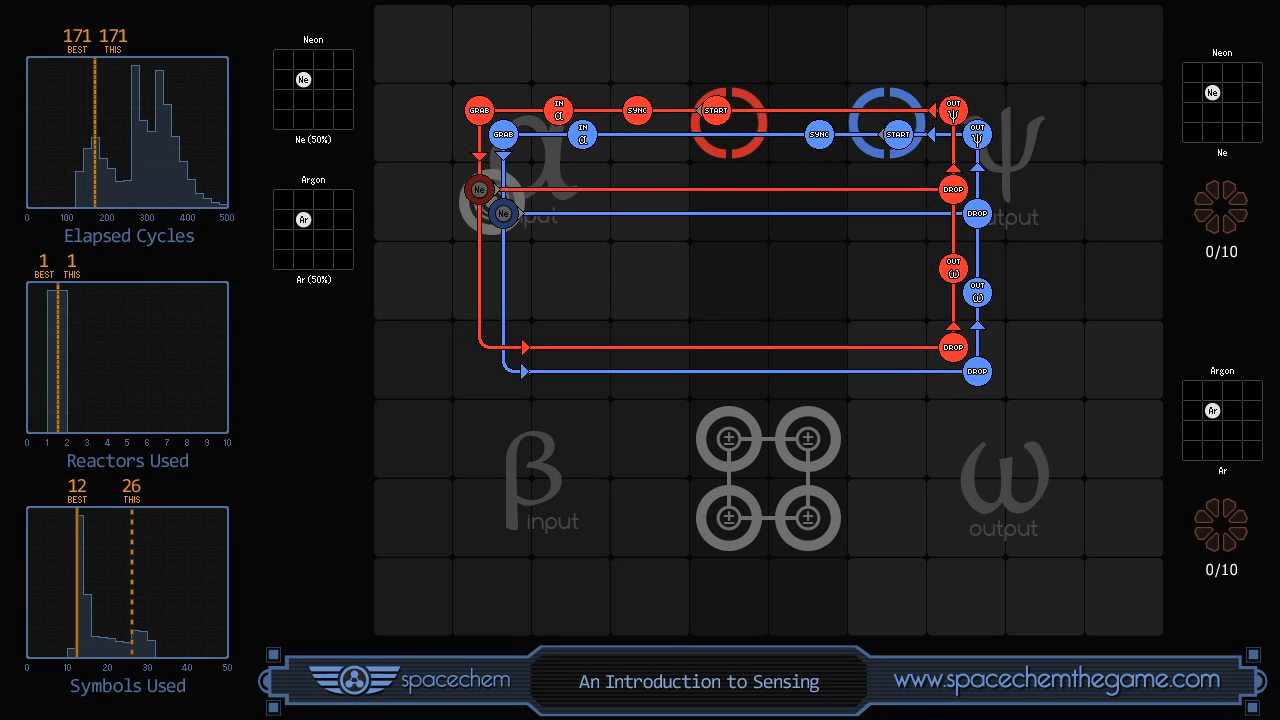 171 171
BEST THIS
0 100 200 300 400 500
Elapsed Cycles
1 1
BEST THIS
0 1 2 3 4 5 6 7 8 9 10
Reactors Used
12 26
BEST THIS
0 10 20 30 50
Symbols Used
Neon
Ne
Ne (50%)
Argon
Ar
Ar (50%)
GRAB IN α SYNC START OUT ψ
GRAB IN α SYNC START OUT ψ
α input
ψ output
Ne DROP
Ne DROP
OUT ω
OUT ω
DROP
DROP
β input
± ±
± ±
ω output
Neon
Ne
Ne
0/10
Argon
Ar
Ar
0/10
spacechem
An Introduction to Sensing
www.spacechemthegame.com